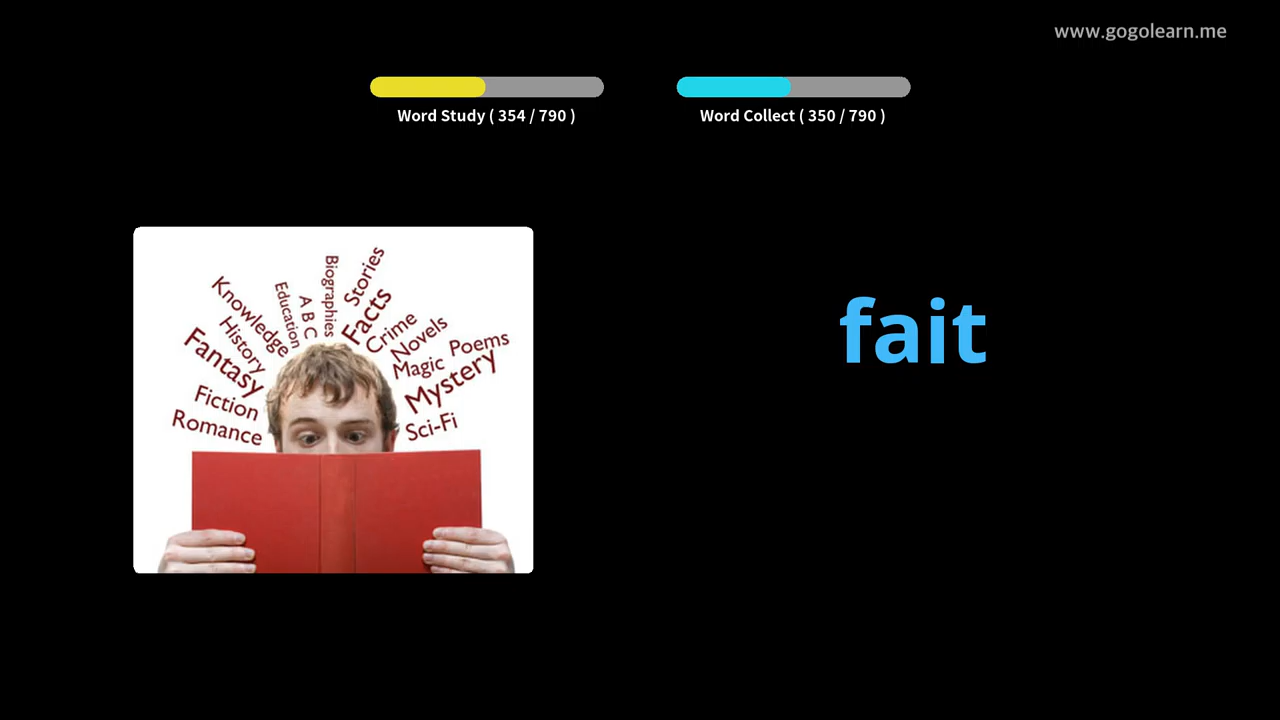 www.gogolearn.me
Word Study ( 354 / 790 )
Word Collect ( 350 / 790 )
fait
Biographies
Stories
Education
A B C
Facts
Knowledge
Crime
History
Novels
Poems
Fantasy
Magic
Mystery
Fiction
Romance
Sci-Fi